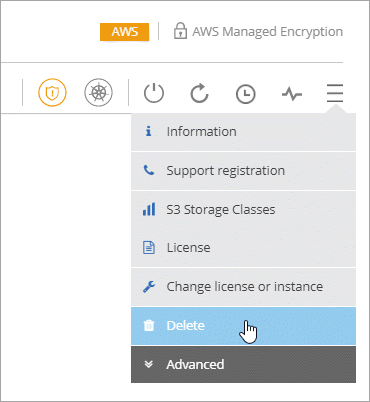 AWS
AWS Managed Encryption
Information
Support registration
S3 Storage Classes
License
Change license or instance
Delete
Advanced